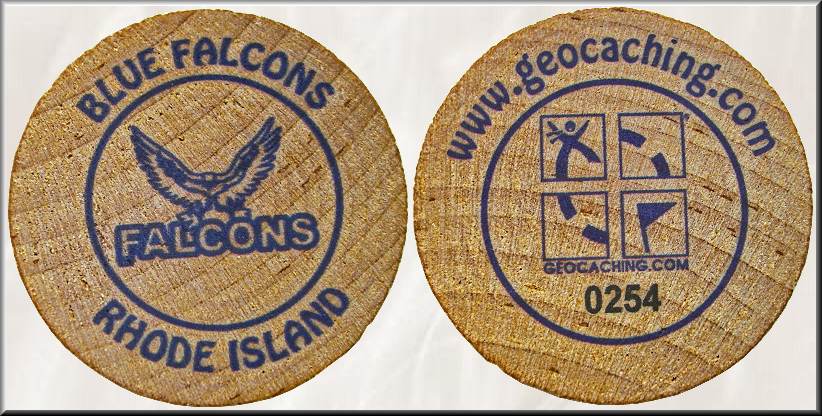 BLUE FALCONS
FALCONS
RHODE ISLAND
www.geocaching.com
GEOCACHING.COM
0254